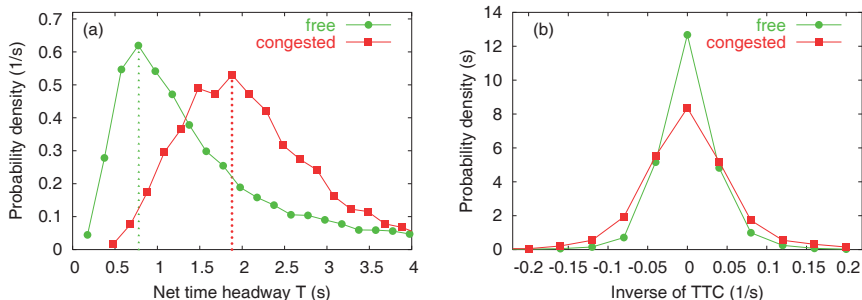 (a)
free
congested
Probability density (1/s)
0.7
0.6
0.5
0.4
0.3
0.2
0.1
0
0 0.5 1 1.5 2 2.5 3 3.5 4
Net time headway T (s)
(b)
free
congested
Probability density (s)
14
12
10
8
6
4
2
0
-0.2 -0.15 -0.1 -0.05 0 0.05 0.1 0.15 0.2
Inverse of TTC (1/s)